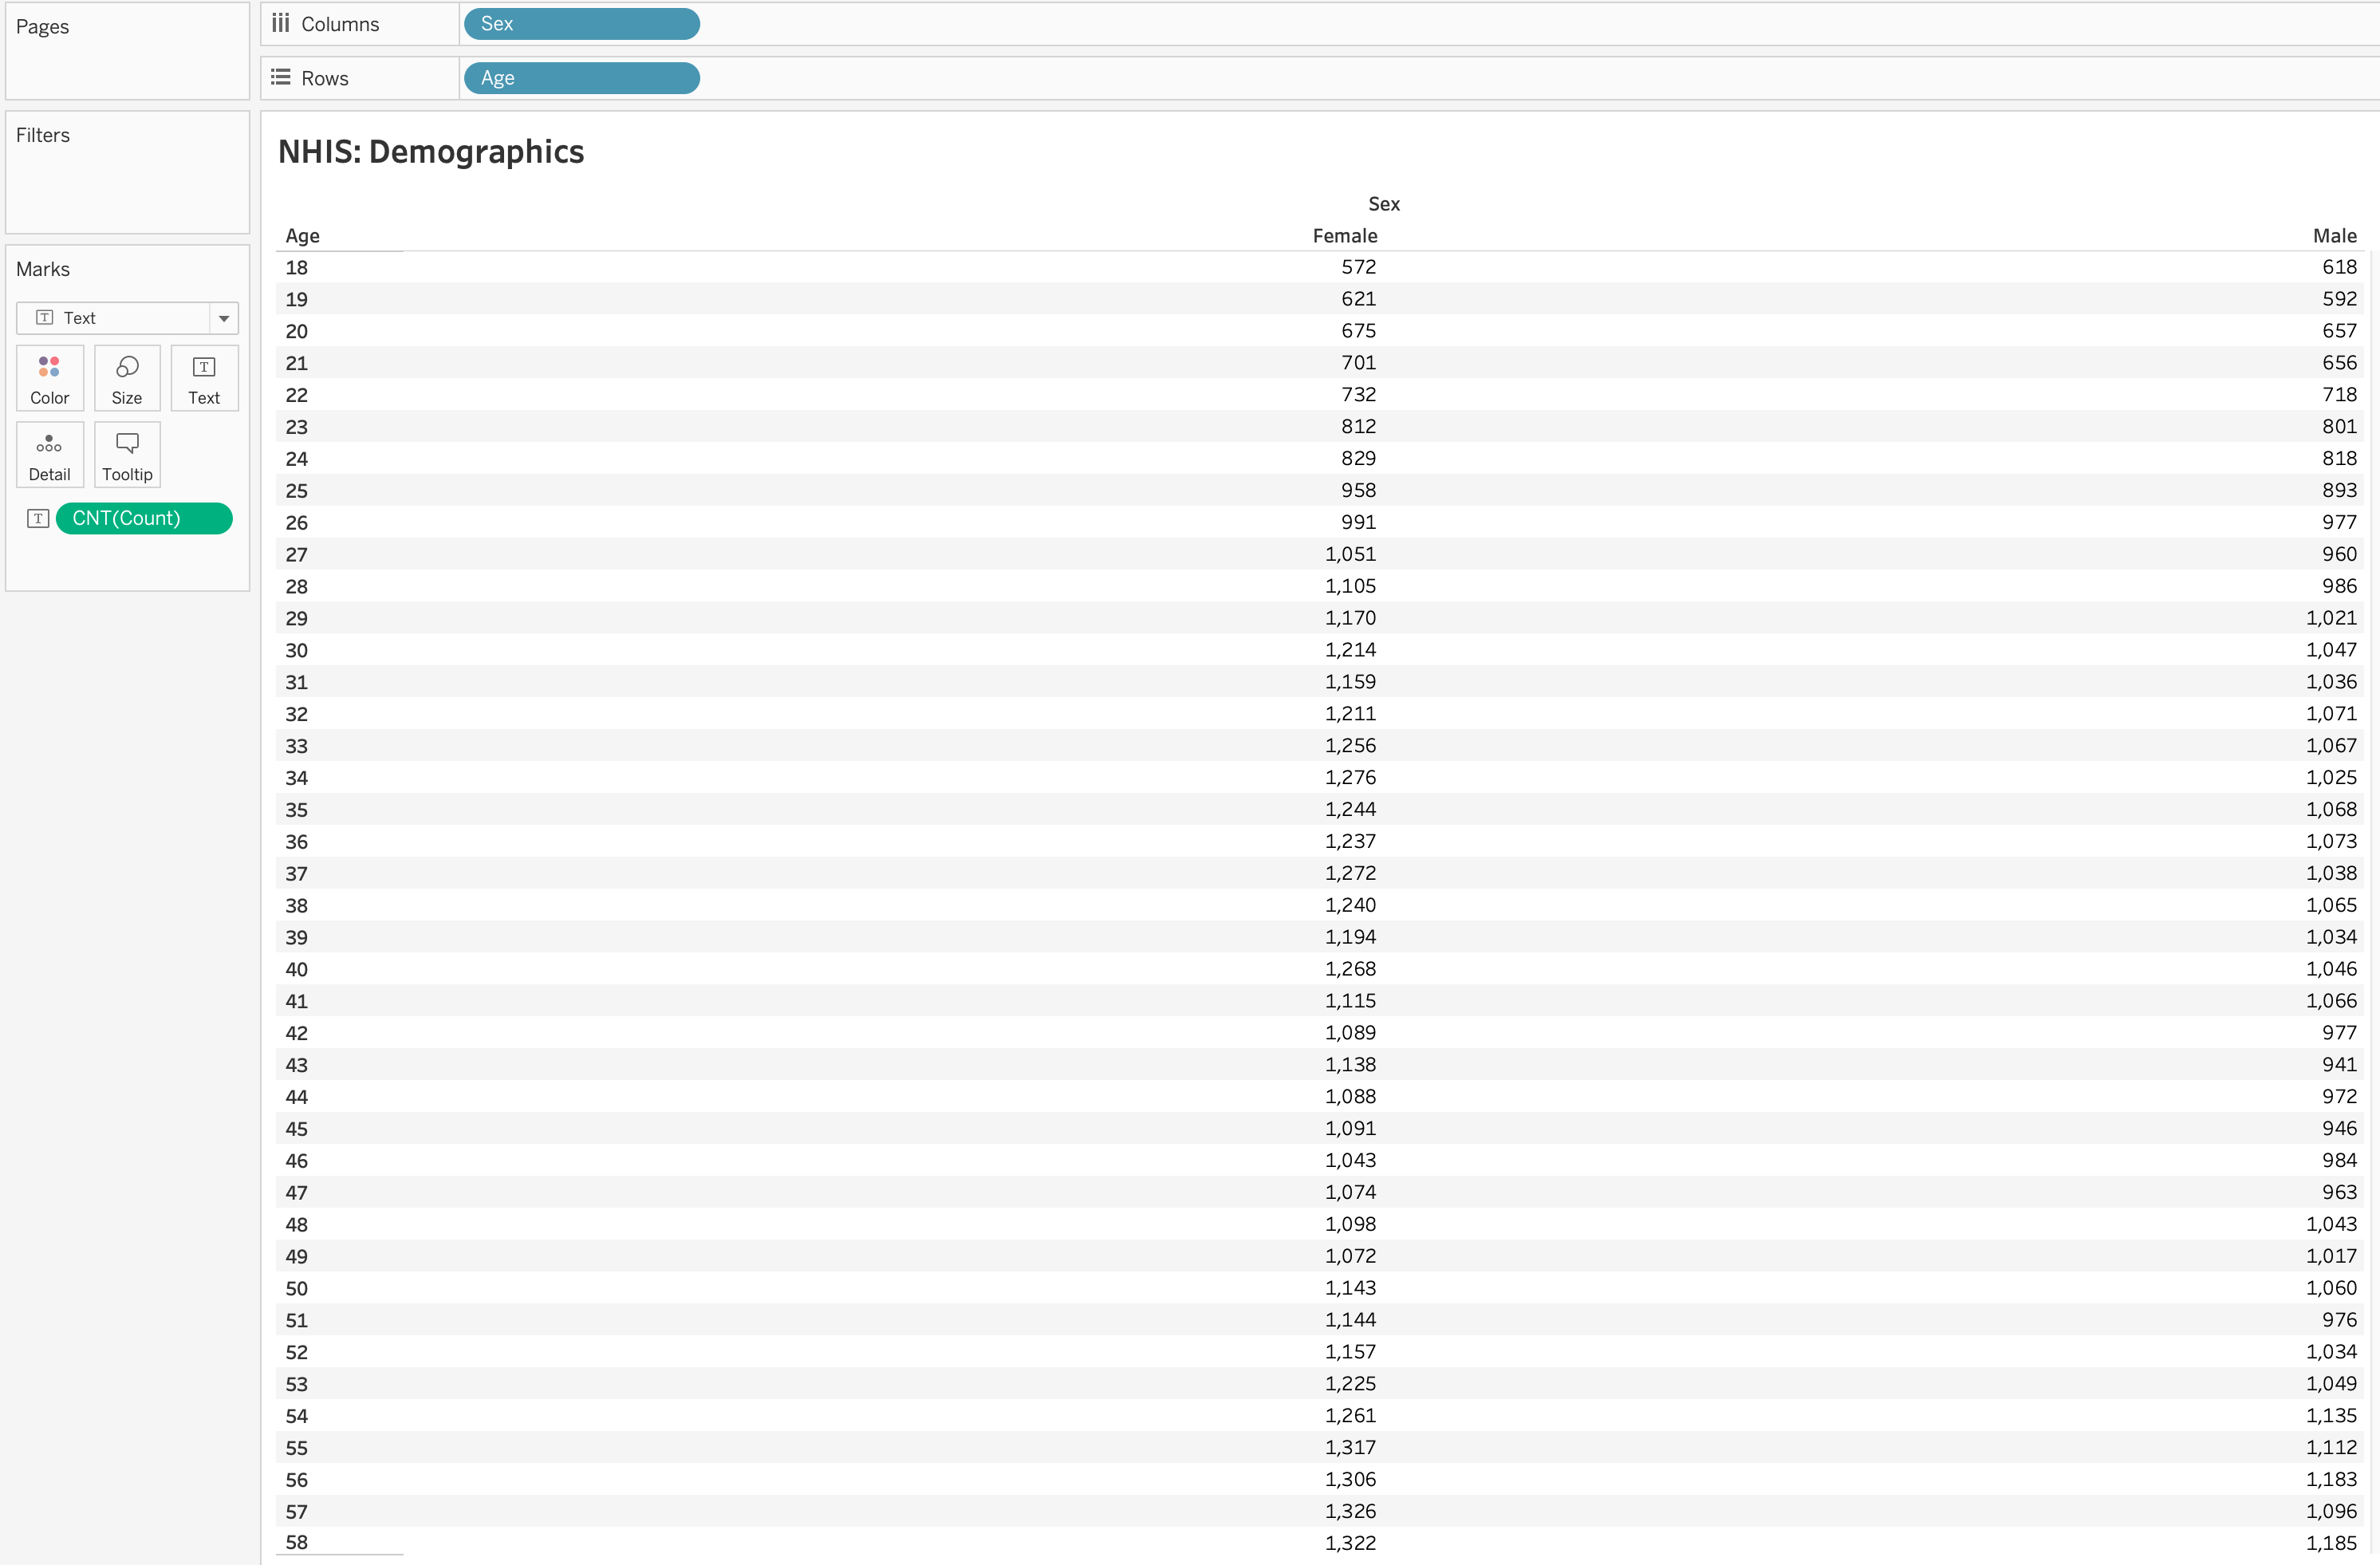 Pages
Columns Sex
Rows Age
Filters
Marks
Text
Color Size Text
Detail Tooltip
CNT(Count)
NHIS: Demographics
Sex
Age Female Male
18 572 618
19 621 592
20 675 657
21 701 656
22 732 718
23 812 801
24 829 818
25 958 893
26 991 977
27 1,051 960
28 1,105 986
29 1,170 1,021
30 1,214 1,047
31 1,159 1,036
32 1,211 1,071
33 1,256 1,067
34 1,276 1,025
35 1,244 1,068
36 1,237 1,073
37 1,272 1,038
38 1,240 1,065
39 1,194 1,034
40 1,268 1,046
41 1,115 1,066
42 1,089 977
43 1,138 941
44 1,088 972
45 1,091 946
46 1,043 984
47 1,074 963
48 1,098 1,043
49 1,072 1,017
50 1,143 1,060
51 1,144 976
52 1,157 1,034
53 1,225 1,049
54 1,261 1,135
55 1,317 1,112
56 1,306 1,183
57 1,326 1,096
58 1,322 1,185